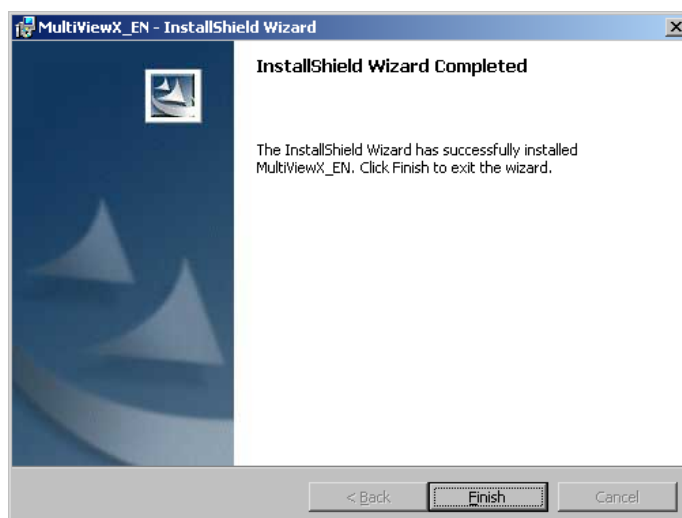 MultiViewX_EN - InstallShield Wizard
InstallShield Wizard Completed
The InstallShield Wizard has successfully installed
MultiViewX_EN. Click Finish to exit the wizard.
< Back
Finish
Cancel